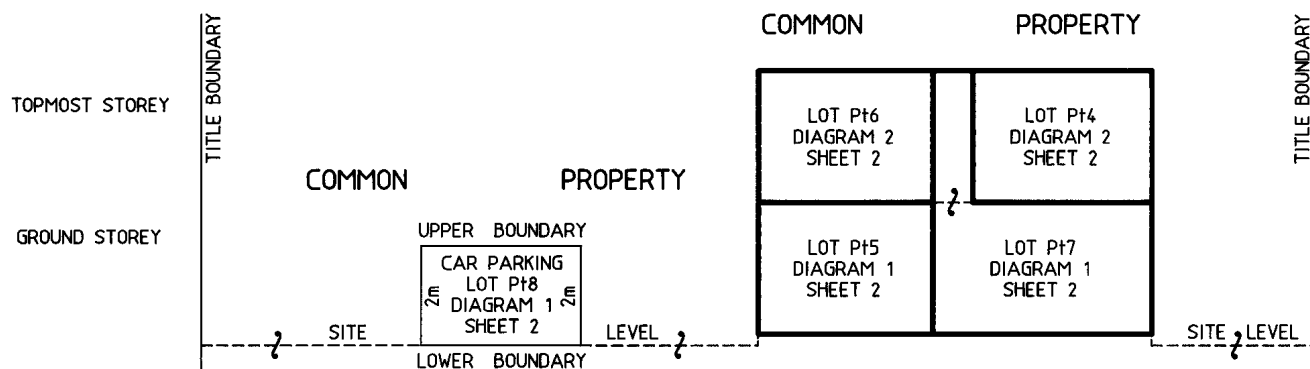 COMMON PROPERTY
TITLE BOUNDARY
TITLE BOUNDARY
TOPMOST STOREY
LOT Pt6
DIAGRAM 2
SHEET 2
LOT Pt4
DIAGRAM 2
SHEET 2
COMMON PROPERTY
GROUND STOREY
UPPER BOUNDARY
CAR PARKING
LOT Pt8
DIAGRAM 1
SHEET 2
2m
2m
LOT Pt5
DIAGRAM 1
SHEET 2
LOT Pt7
DIAGRAM 1
SHEET 2
SITE LEVEL
SITE LEVEL
LOWER BOUNDARY